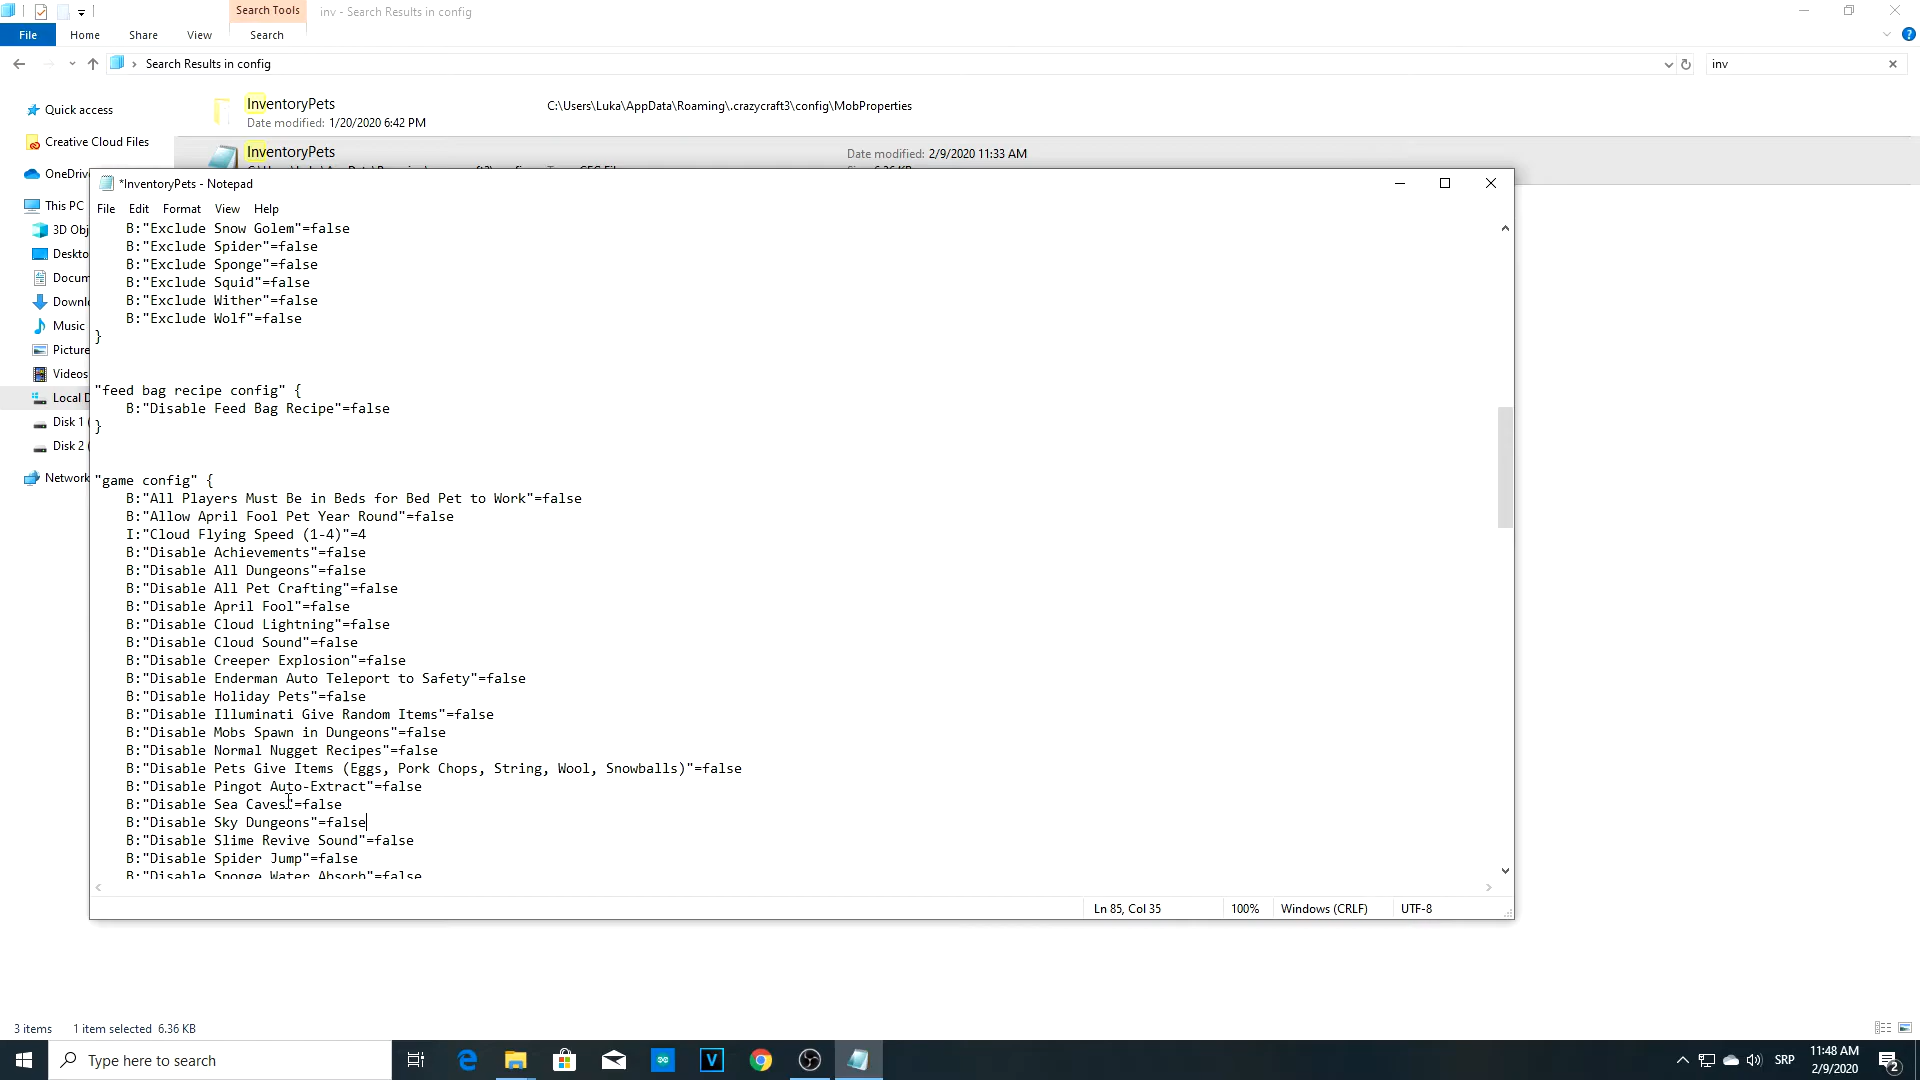 Search Tools
inv - Search Results in config
File
Home
Share
View
Search
Search Results in config
inv
Quick access
Creative Cloud Files
OneDrive
This PC
3D Obj
Deskto
Docum
Downl
Music
Picture
Videos
Local D
Disk 1 (
Disk 2 (
Network
InventoryPets
Date modified: 1/20/2020 6:42 PM
C:\Users\Luka\AppData\Roaming\.crazycraft3\config\MobProperties
InventoryPets
Date modified: 2/9/2020 11:33 AM
*InventoryPets - Notepad
File Edit Format View Help
B:"Exclude Snow Golem"=false
B:"Exclude Spider"=false
B:"Exclude Sponge"=false
B:"Exclude Squid"=false
B:"Exclude Wither"=false
B:"Exclude Wolf"=false
}
"feed bag recipe config" {
B:"Disable Feed Bag Recipe"=false
}
"game config" {
B:"All Players Must Be in Beds for Bed Pet to Work"=false
B:"Allow April Fool Pet Year Round"=false
I:"Cloud Flying Speed (1-4)"=4
B:"Disable Achievements"=false
B:"Disable All Dungeons"=false
B:"Disable All Pet Crafting"=false
B:"Disable April Fool"=false
B:"Disable Cloud Lightning"=false
B:"Disable Cloud Sound"=false
B:"Disable Creeper Explosion"=false
B:"Disable Enderman Auto Teleport to Safety"=false
B:"Disable Holiday Pets"=false
B:"Disable Illuminati Give Random Items"=false
B:"Disable Mobs Spawn in Dungeons"=false
B:"Disable Normal Nugget Recipes"=false
B:"Disable Pets Give Items (Eggs, Pork Chops, String, Wool, Snowballs)"=false
B:"Disable Pingot Auto-Extract"=false
B:"Disable Sea Caves"=false
B:"Disable Sky Dungeons"=false
B:"Disable Slime Revive Sound"=false
B:"Disable Spider Jump"=false
B:"Disable Sponge Water Absorb"=false
Ln 85, Col 35
100%
Windows (CRLF)
UTF-8
3 items 1 item selected 6.36 KB
Type here to search
SRP
11:48 AM
2/9/2020
2